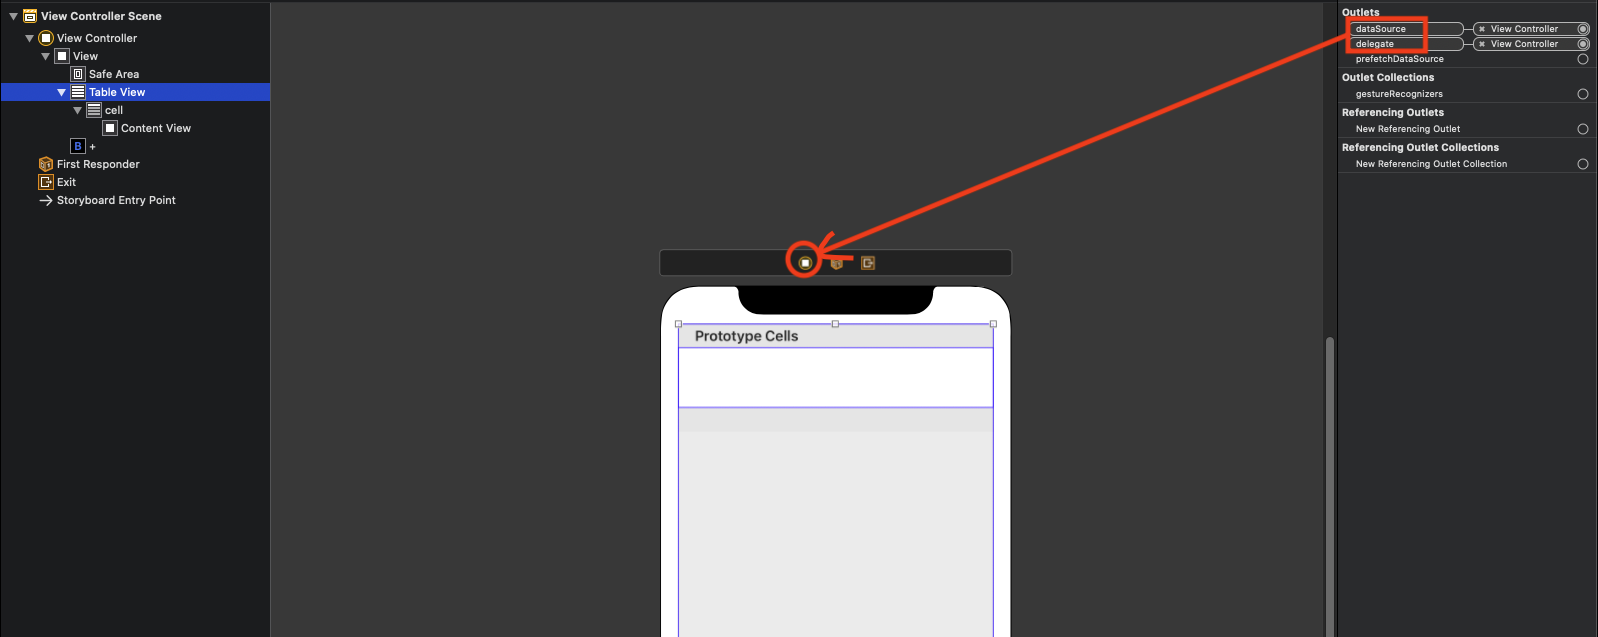 View Controller Scene
View Controller
View
Safe Area
Table View
cell
Content View
B +
First Responder
Exit
Storyboard Entry Point
Prototype Cells
Outlets
dataSource View Controller
delegate View Controller
prefetchDataSource
Outlet Collections
gestureRecognizers
Referencing Outlets
New Referencing Outlet
Referencing Outlet Collections
New Referencing Outlet Collection